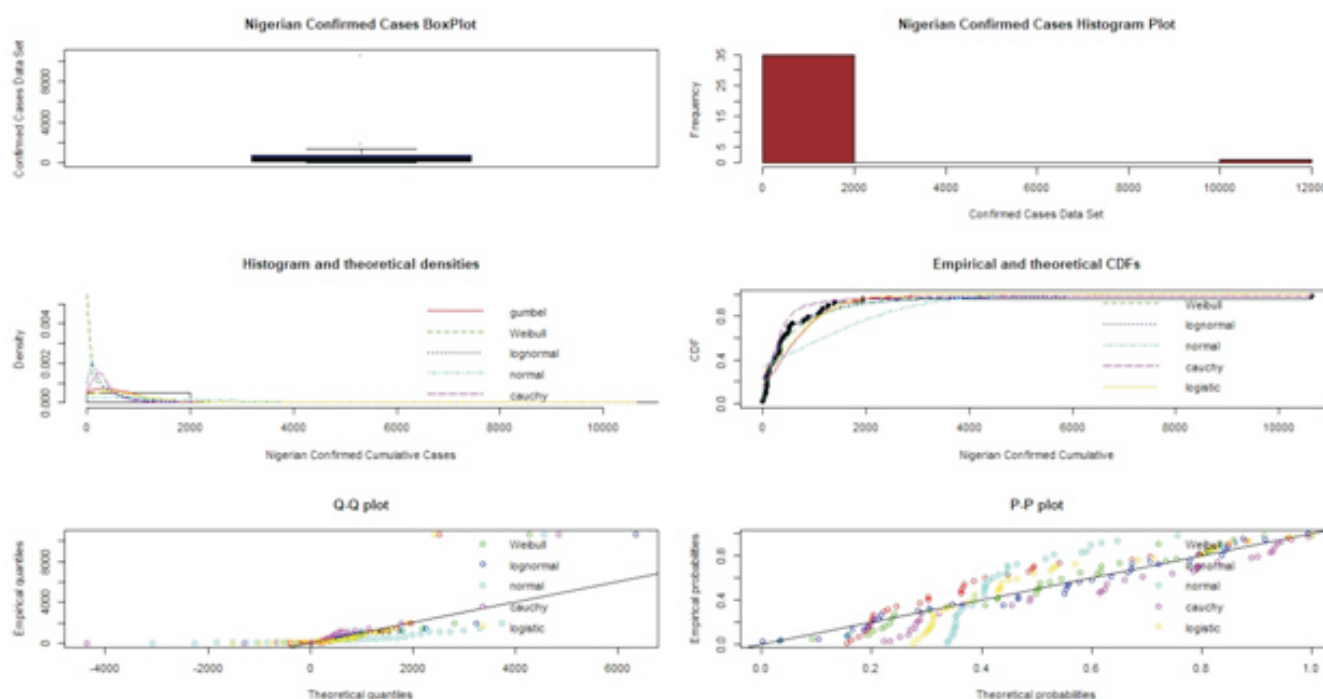 Nigerian Confirmed Cases BoxPlot
Confirmed Cases Data Set
8000
4000
0
Nigerian Confirmed Cases Histogram Plot
Frequency
35
25
15
5
0
0 2000 4000 6000 8000 10000 12000
Confirmed Cases Data Set
Histogram and theoretical densities
Density
0.004
0.002
0.000
gumbel
Weibull
lognormal
normal
cauchy
0 2000 4000 6000 8000 10000
Nigerian Confirmed Cumulative Cases
Empirical and theoretical CDFs
CDF
0.8
0.4
0.0
Weibull
lognormal
normal
cauchy
logistic
0 2000 4000 6000 8000 10000
Nigerian Confirmed Cumulative
Q-Q plot
Empirical quantiles
8000
4000
0
Weibull
lognormal
normal
cauchy
logistic
-4000 -2000 0 2000 4000 6000
Theoretical quantiles
P-P plot
Empirical probabilities
0.8
0.4
0.0
Weibull
lognormal
normal
cauchy
logistic
0.0 0.2 0.4 0.6 0.8 1.0
Theoretical probabilities